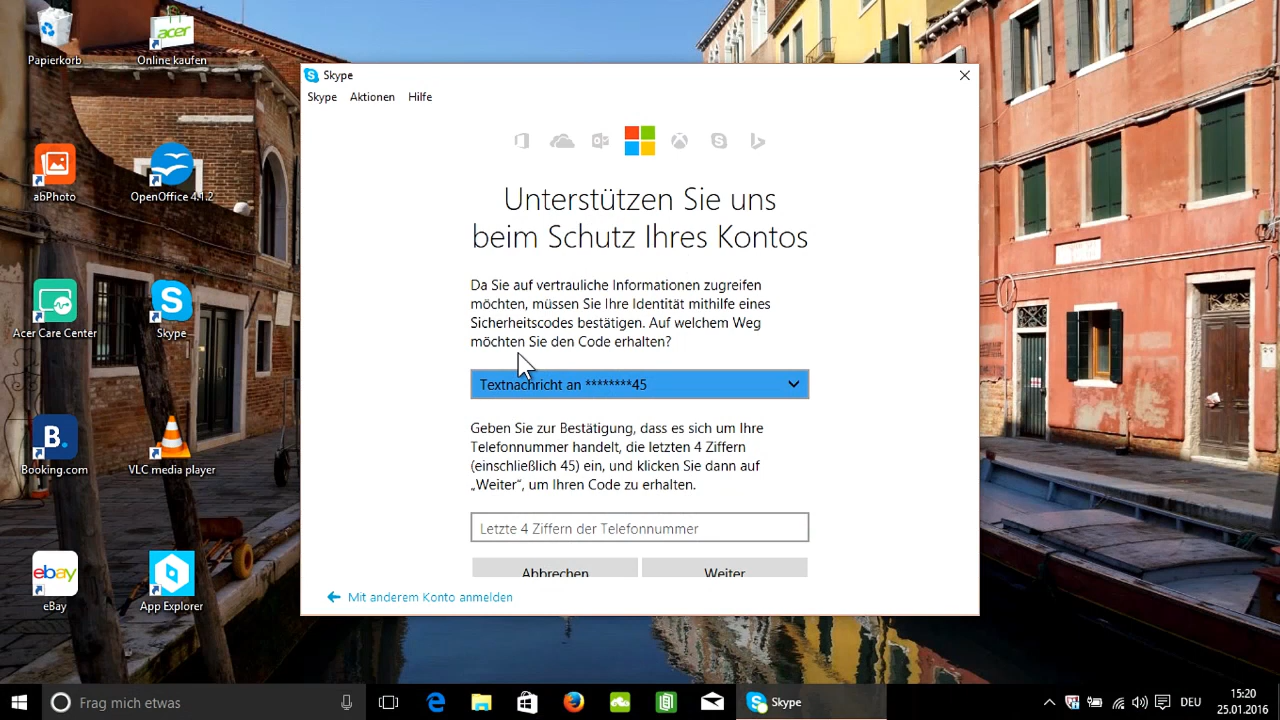 Papierkorb
acer
Online kaufen
abPhoto
OpenOffice 4.1.2
Acer Care Center
Skype
B.
Booking.com
VLC media player
ebay
eBay
App Explorer
Skype
Skype Aktionen Hilfe
Unterstützen Sie uns
beim Schutz Ihres Kontos
Da Sie auf vertrauliche Informationen zugreifen
möchten, müssen Sie Ihre Identität mithilfe eines
Sicherheitscodes bestätigen. Auf welchem Weg
möchten Sie den Code erhalten?
Textnachricht an ********45
Geben Sie zur Bestätigung, dass es sich um Ihre
Telefonnummer handelt, die letzten 4 Ziffern
(einschließlich 45) ein, und klicken Sie dann auf
„Weiter“, um Ihren Code zu erhalten.
Letzte 4 Ziffern der Telefonnummer
Abbrechen Weiter
Mit anderem Konto anmelden
Frag mich etwas
Skype
DEU
15:20
25.01.2016